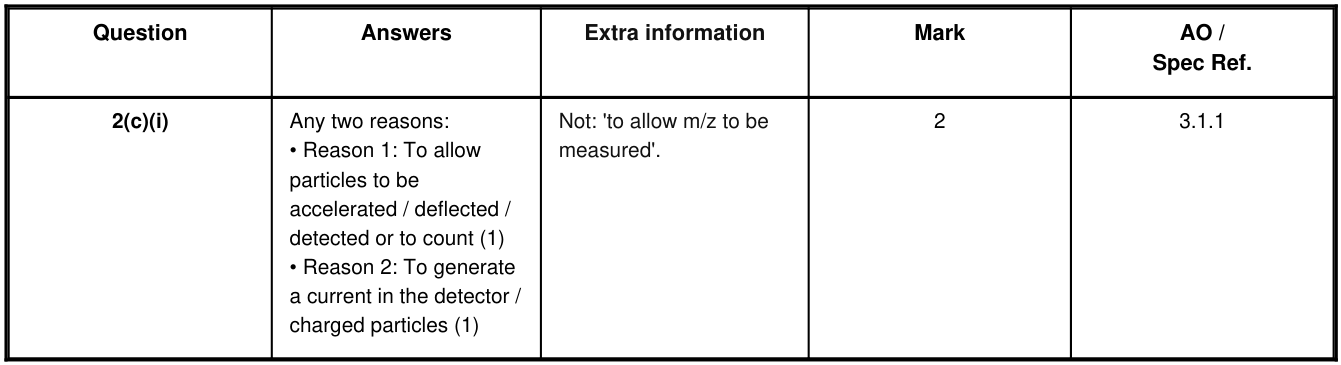 Question
Answers
Extra information
Mark
AO /
Spec Ref.
2(c)(i)
Any two reasons:
• Reason 1: To allow
particles to be
accelerated / deflected /
detected or to count (1)
• Reason 2: To generate
a current in the detector /
charged particles (1)
Not: 'to allow m/z to be
measured'.
2
3.1.1